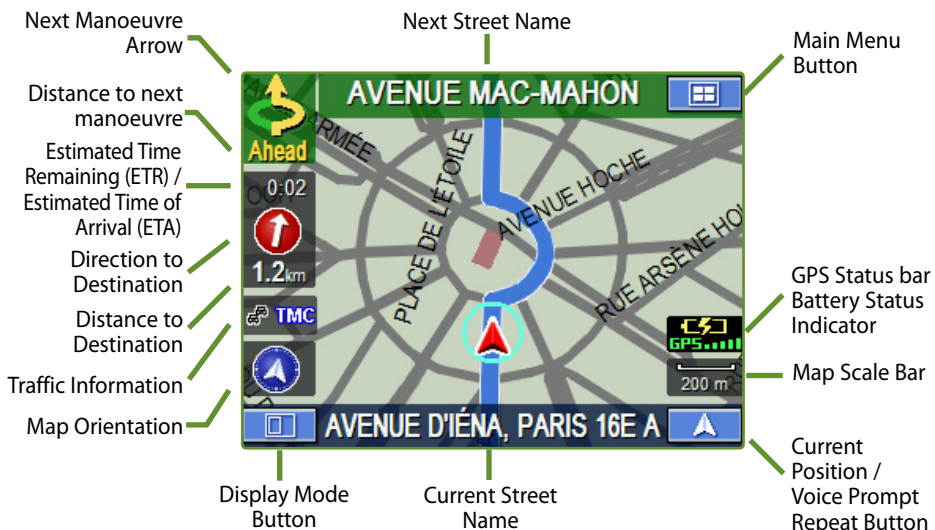 Next Manoeuvre
Arrow
Next Street Name
Main Menu
Button
Distance to next
manoeuvre
Estimated Time
Remaining (ETR) /
Estimated Time of
Arrival (ETA)
Direction to
Destination
Distance to
Destination
Traffic Information
Map Orientation
AVENUE MAC-MAHON
Ahead
0:02
1.2km
TMC
ARMÉE
PLACE DE L'ÉTOILE
AVENUE HOCHE
RUE ARSÈNE HO
GPS
200 m
AVENUE D'IÉNA, PARIS 16E A
GPS Status bar
Battery Status
Indicator
Map Scale Bar
Display Mode
Button
Current Street
Name
Current
Position /
Voice Prompt
Repeat Button